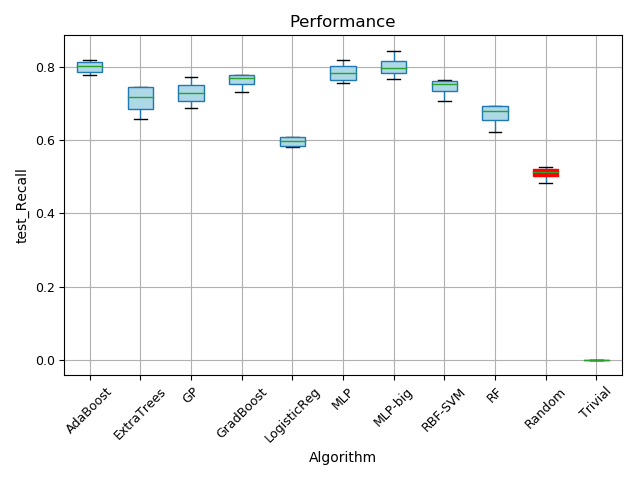 Performance
test_Recall
0.8
0.6
0.4
0.2
0.0
AdaBoost
ExtraTrees
GP
GradBoost
LogisticReg
MLP
MLP-big
RBF-SVM
RF
Random
Trivial
Algorithm